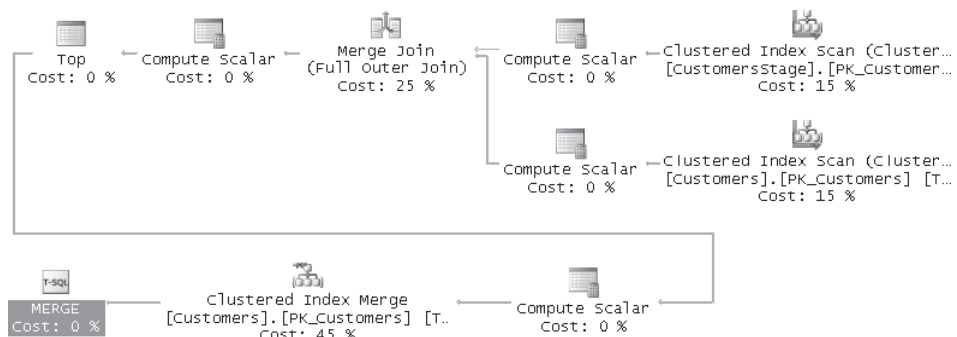 Top
Cost: 0 %
Compute Scalar
Cost: 0 %
Merge Join
(Full Outer Join)
Cost: 25 %
Compute Scalar
Cost: 0 %
Clustered Index Scan (Cluster…
[CustomersStage].[PK_Customer…
Cost: 15 %
Compute Scalar
Cost: 0 %
Clustered Index Scan (Cluster…
[Customers].[PK_Customers] [T…
Cost: 15 %
T-SQL
MERGE
Cost: 0 %
Clustered Index Merge
[Customers].[PK_Customers] [T…
Cost: 45 %
Compute Scalar
Cost: 0 %